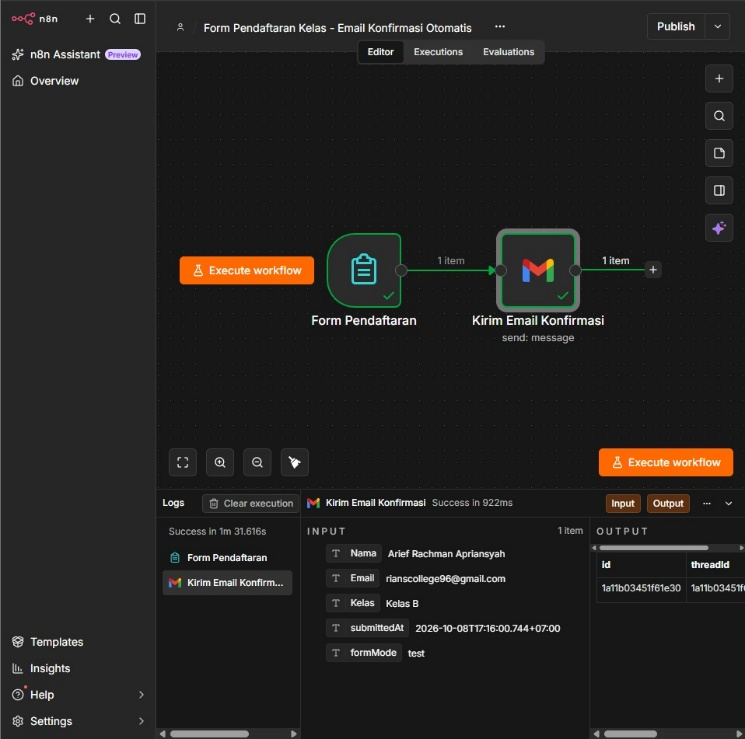 n8n
Form Pendaftaran Kelas - Email Konfirmasi Otomatis
Publish
Editor
Executions
Evaluations
n8n Assistant
Preview
Overview
Execute workflow
1 item
1 item
Form Pendaftaran
Kirim Email Konfirmasi
send: message
Execute workflow
Logs
Clear execution
Kirim Email Konfirmasi
Success in 922ms
Input
Output
Success in 1m 31.616s
Form Pendaftaran
Kirim Email Konfirm...
INPUT
1 item
T Nama Arief Rachman Apriansyah
T Email rianscollege96@gmail.com
T Kelas Kelas B
T submittedAt 2026-10-08T17:16:00.744+07:00
T formMode test
OUTPUT
id threadId
1a11b03451f61e30 1a11b03451f6
Templates
Insights
Help
Settings